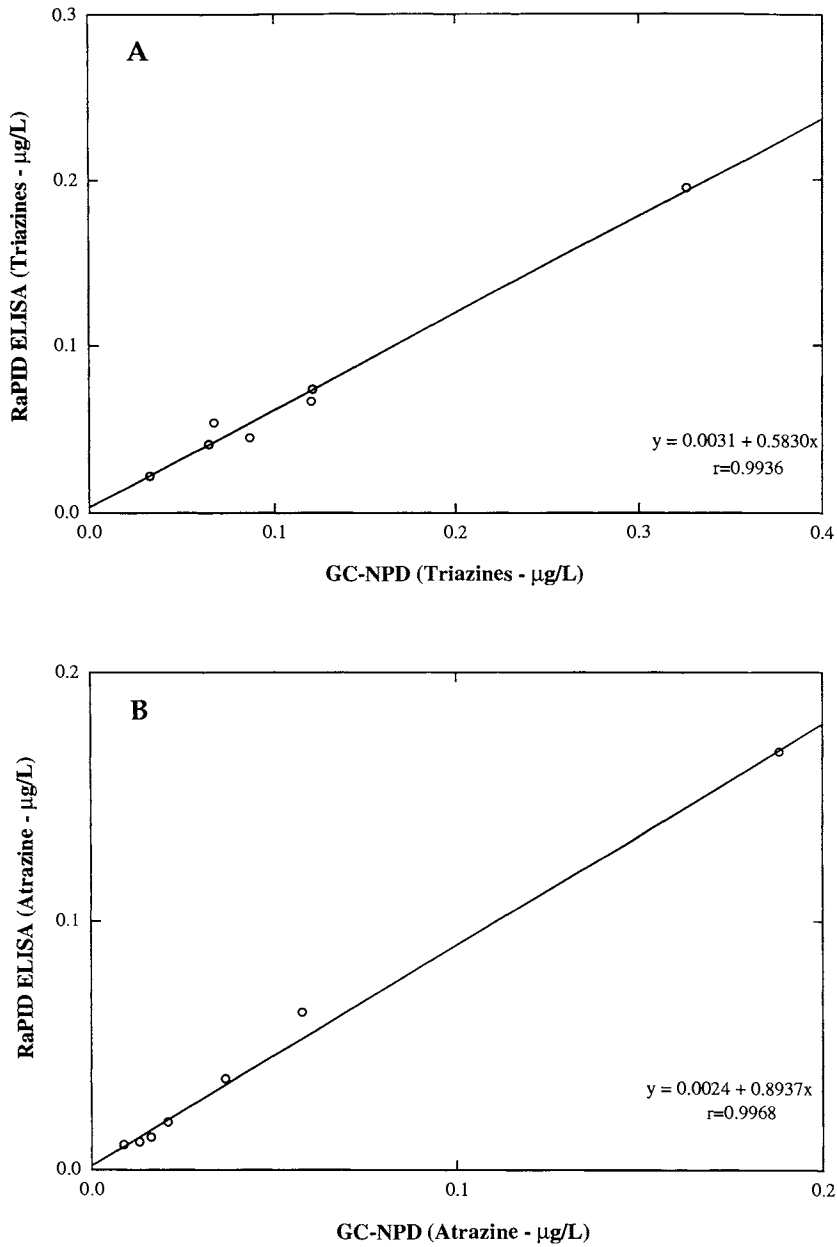 A
0.3
0.2
0.1
0.0
RaPID ELISA (Triazines - µg/L)
y = 0.0031 + 0.5830x
r=0.9936
0.0 0.1 0.2 0.3 0.4
GC-NPD (Triazines - µg/L)
B
0.2
0.1
0.0
RaPID ELISA (Atrazine - µg/L)
y = 0.0024 + 0.8937x
r=0.9968
0.0 0.1 0.2
GC-NPD (Atrazine - µg/L)